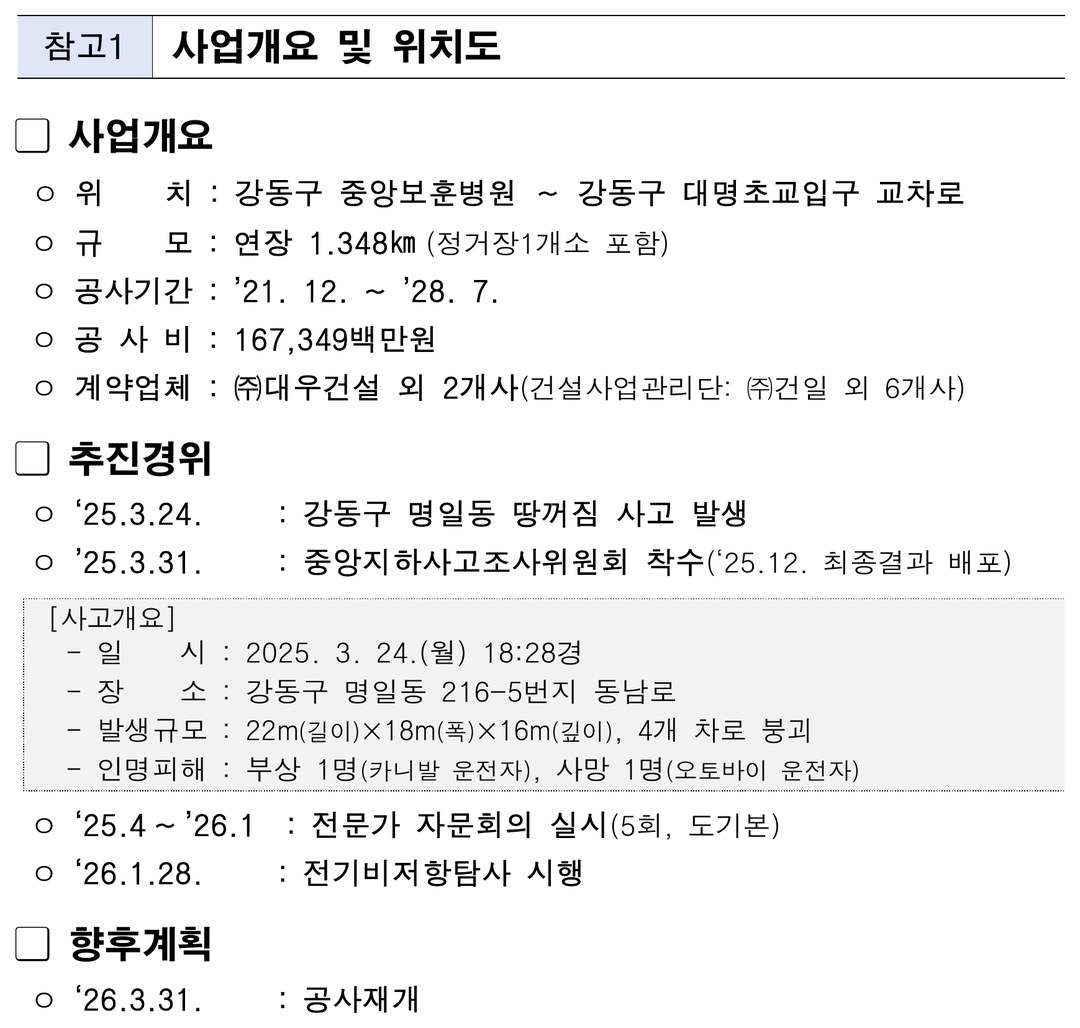 참고1 사업개요 및 위치도
□ 사업개요
ㅇ 위 치 : 강동구 중앙보훈병원 ~ 강동구 대명초교입구 교차로
ㅇ 규 모 : 연장 1.348㎞ (정거장1개소 포함)
ㅇ 공사기간 : ’21. 12. ~ ’28. 7.
ㅇ 공 사 비 : 167,349백만원
ㅇ 계약업체 : ㈜대우건설 외 2개사(건설사업관리단: ㈜건일 외 6개사)
□ 추진경위
ㅇ ‘25.3.24. : 강동구 명일동 땅꺼짐 사고 발생
ㅇ ’25.3.31. : 중앙지하사고조사위원회 착수(‘25.12. 최종결과 배포)
[사고개요]
- 일 시 : 2025. 3. 24.(월) 18:28경
- 장 소 : 강동구 명일동 216-5번지 동남로
- 발생규모 : 22m(길이)×18m(폭)×16m(깊이), 4개 차로 붕괴
- 인명피해 : 부상 1명(카니발 운전자), 사망 1명(오토바이 운전자)
ㅇ ‘25.4 ~ ’26.1 : 전문가 자문회의 실시(5회, 도기본)
ㅇ ‘26.1.28. : 전기비저항탐사 시행
□ 향후계획
ㅇ ‘26.3.31. : 공사재개